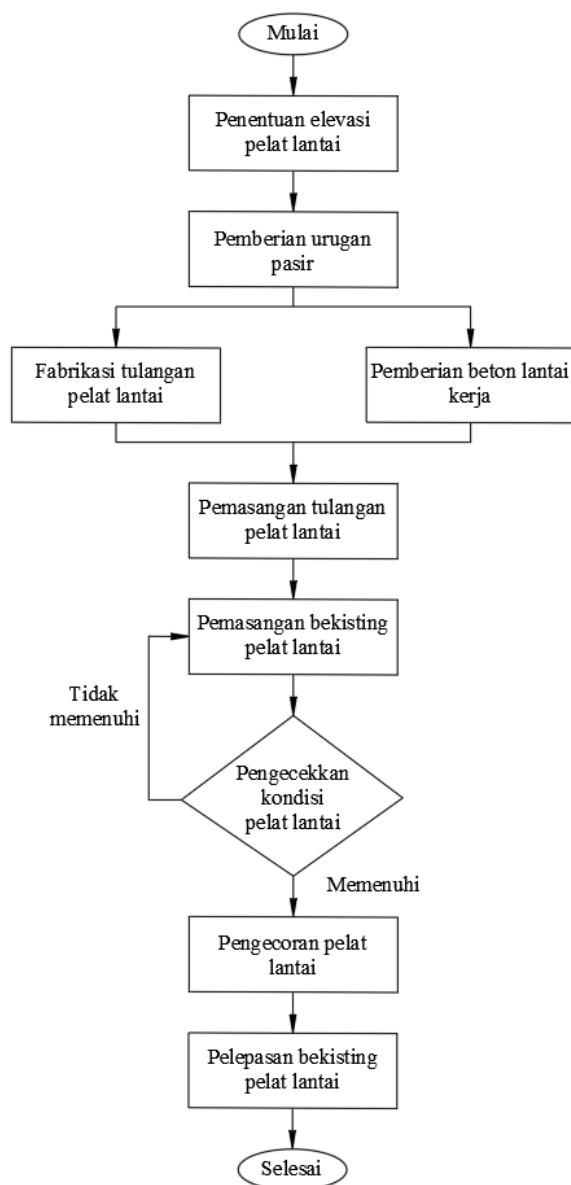 Mulai
Penentuan elevasi
pelat lantai
Pemberian urugan
pasir
Fabrikasi tulangan
pelat lantai
Pemberian beton lantai
kerja
Pemasangan tulangan
pelat lantai
Pemasangan bekisting
pelat lantai
Tidak
memenuhi
Pengecekkan
kondisi
pelat lantai
Memenuhi
Pengecoran pelat
lantai
Pelepasan bekisting
pelat lantai
Selesai